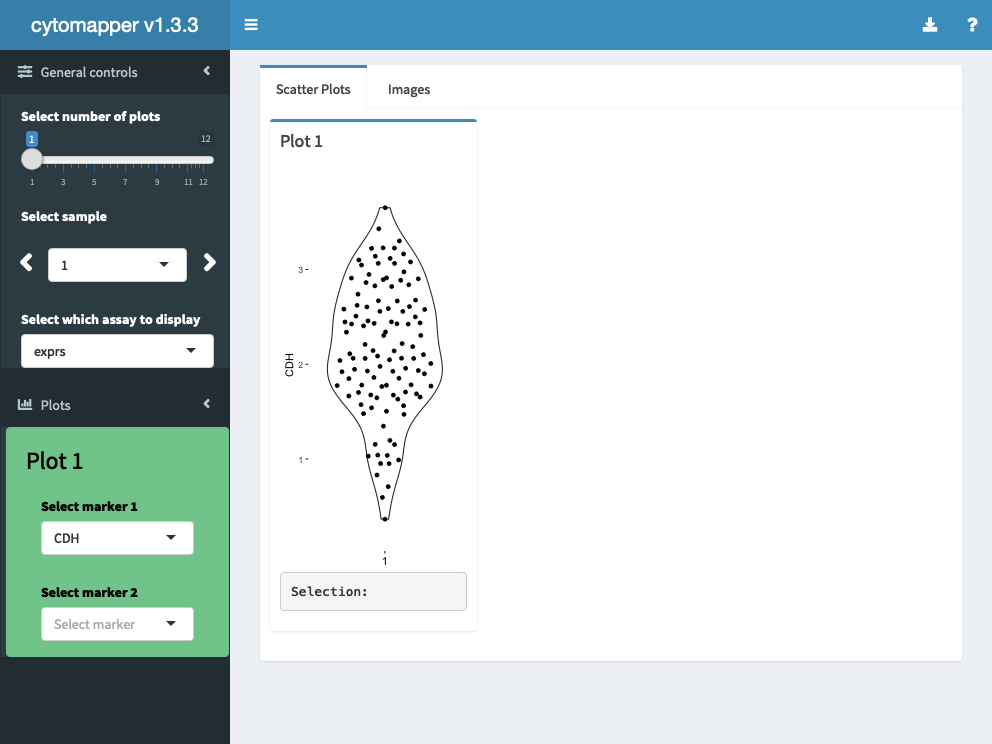 cytomapper v1.3.3
?
General controls
Select number of plots
1
12
1 3 5 7 9 11 12
Select sample
1
Select which assay to display
exprs
Plots
Plot 1
Select marker 1
CDH
Select marker 2
Select marker
Scatter Plots Images
Plot 1
3
2
1
CDH
1
Selection: